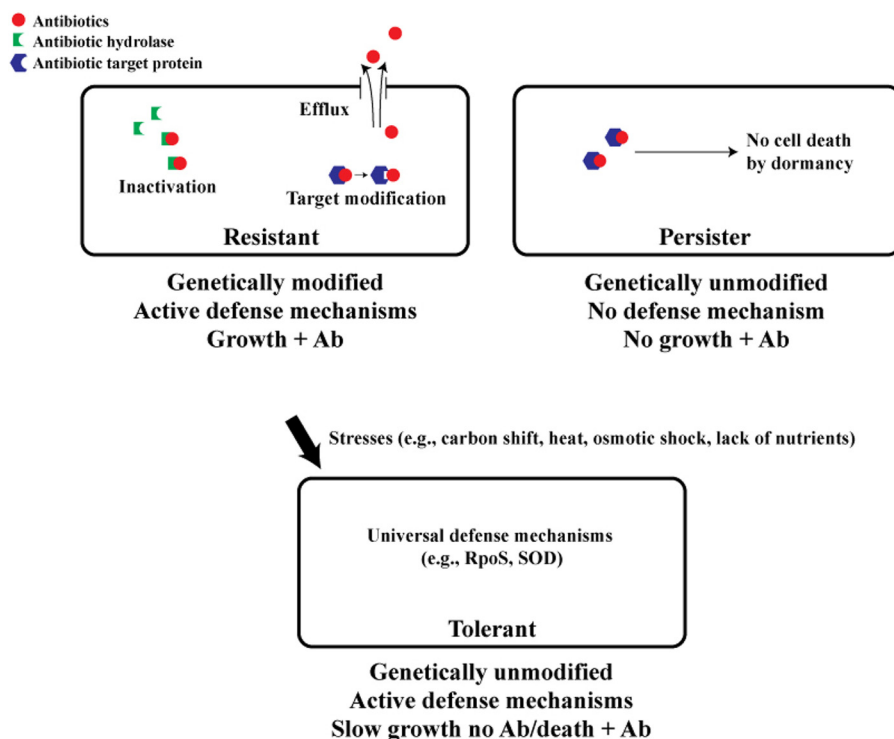 Antibiotics
Antibiotic hydrolase
Antibiotic target protein
Efflux
Inactivation
Target modification
Resistant
Genetically modified
Active defense mechanisms
Growth + Ab
No cell death
by dormancy
Persister
Genetically unmodified
No defense mechanism
No growth + Ab
Stresses (e.g., carbon shift, heat, osmotic shock, lack of nutrients)
Universal defense mechanisms
(e.g., RpoS, SOD)
Tolerant
Genetically unmodified
Active defense mechanisms
Slow growth no Ab/death + Ab